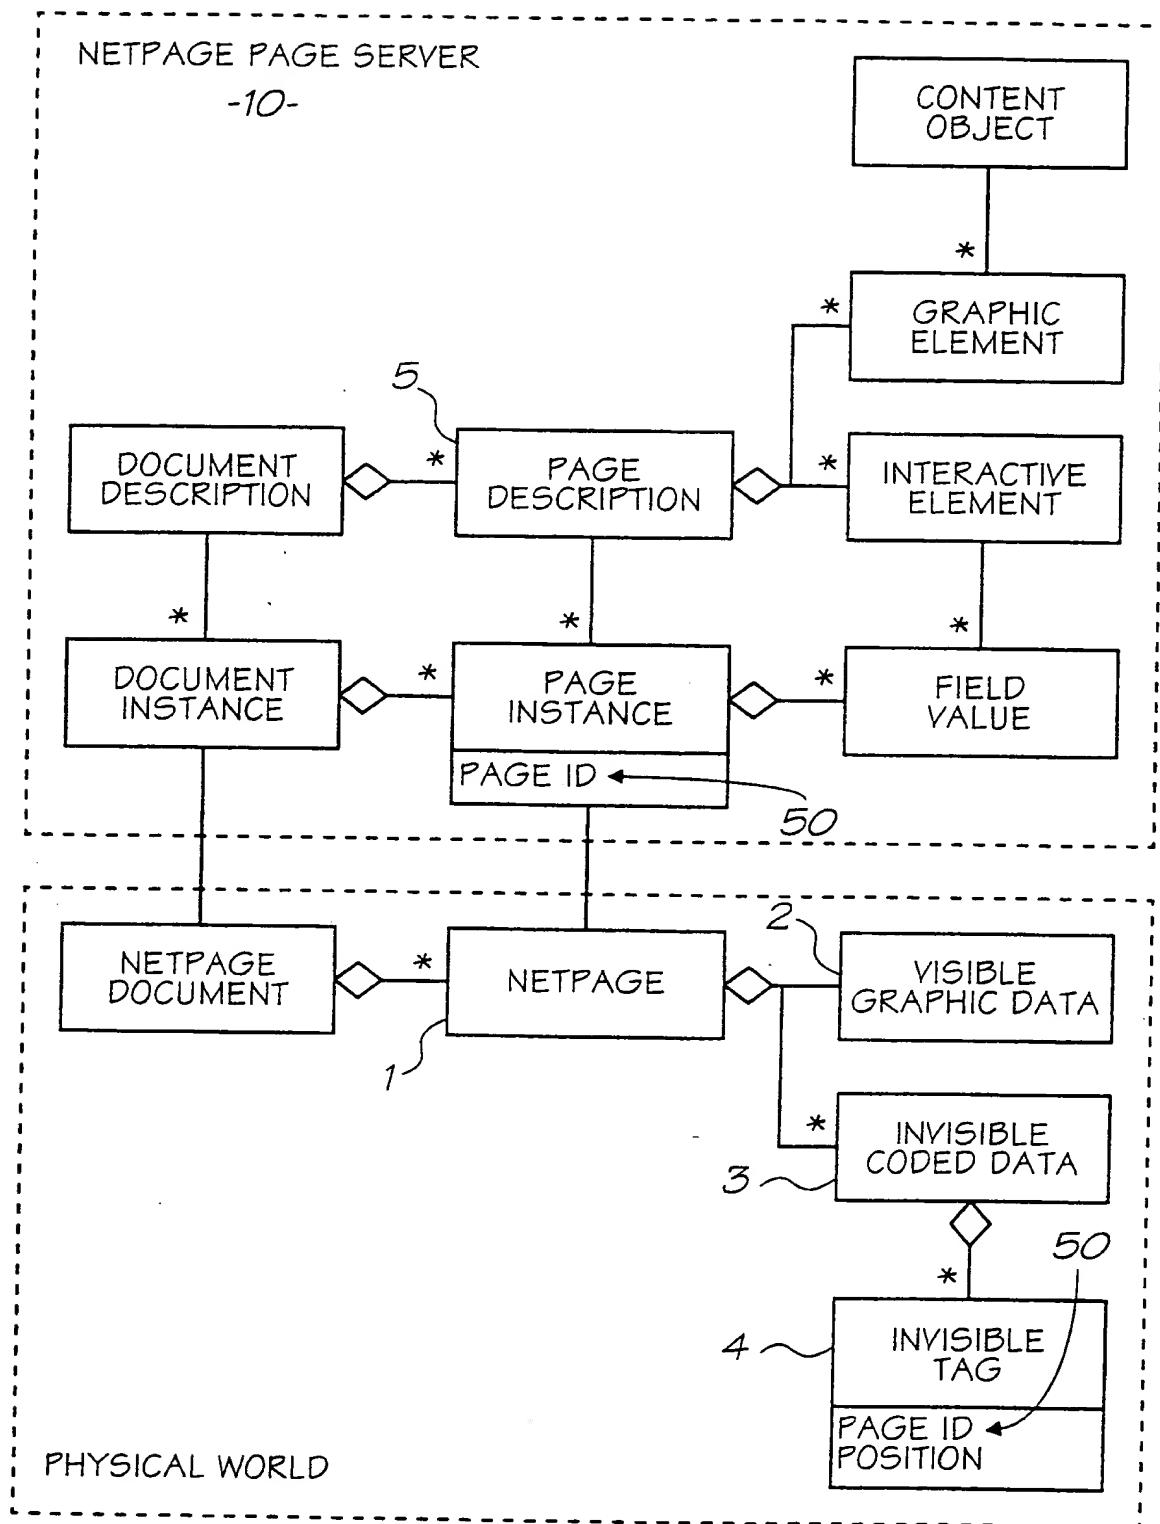 NETPAGE PAGE SERVER
-10-
CONTENT
OBJECT
*
*
GRAPHIC
ELEMENT
5
DOCUMENT
DESCRIPTION
*
PAGE
DESCRIPTION
*
INTERACTIVE
ELEMENT
*
*
*
DOCUMENT
INSTANCE
*
PAGE
INSTANCE
*
FIELD
VALUE
PAGE ID
50
NETPAGE
DOCUMENT
*
NETPAGE
1
2
VISIBLE
GRAPHIC DATA
*
INVISIBLE
CODED DATA
3
*
50
4
INVISIBLE
TAG
PAGE ID
POSITION
PHYSICAL WORLD